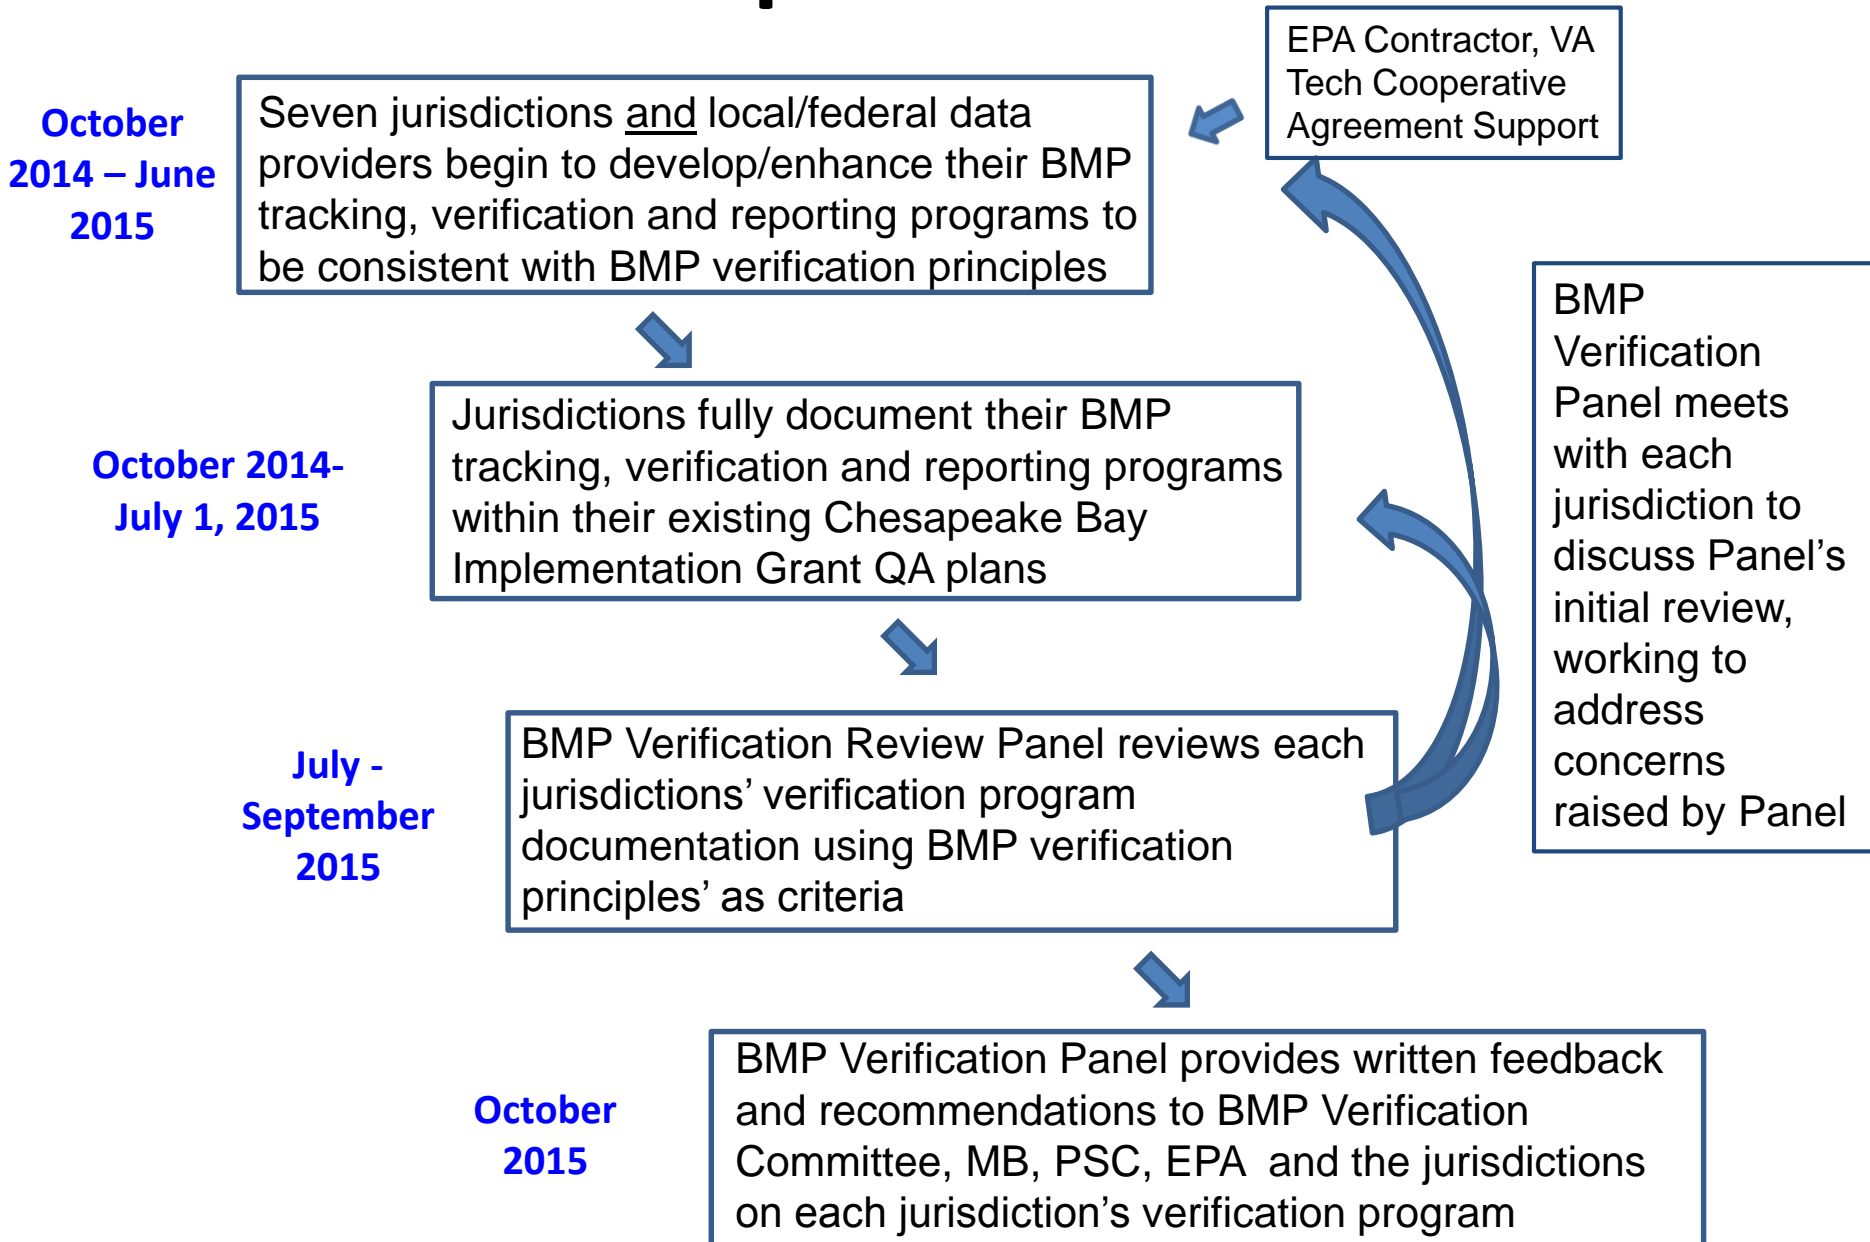 EPA Contractor, VA
Tech Cooperative
Agreement Support
October
2014 – June
2015
Seven jurisdictions and local/federal data
providers begin to develop/enhance their BMP
tracking, verification and reporting programs to
be consistent with BMP verification principles
October 2014-
July 1, 2015
Jurisdictions fully document their BMP
tracking, verification and reporting programs
within their existing Chesapeake Bay
Implementation Grant QA plans
BMP
Verification
Panel meets
with each
jurisdiction to
discuss Panel’s
initial review,
working to
address
concerns
raised by Panel
July -
September
2015
BMP Verification Review Panel reviews each
jurisdictions’ verification program
documentation using BMP verification
principles’ as criteria
October
2015
BMP Verification Panel provides written feedback
and recommendations to BMP Verification
Committee, MB, PSC, EPA  and the jurisdictions
on each jurisdiction’s verification program